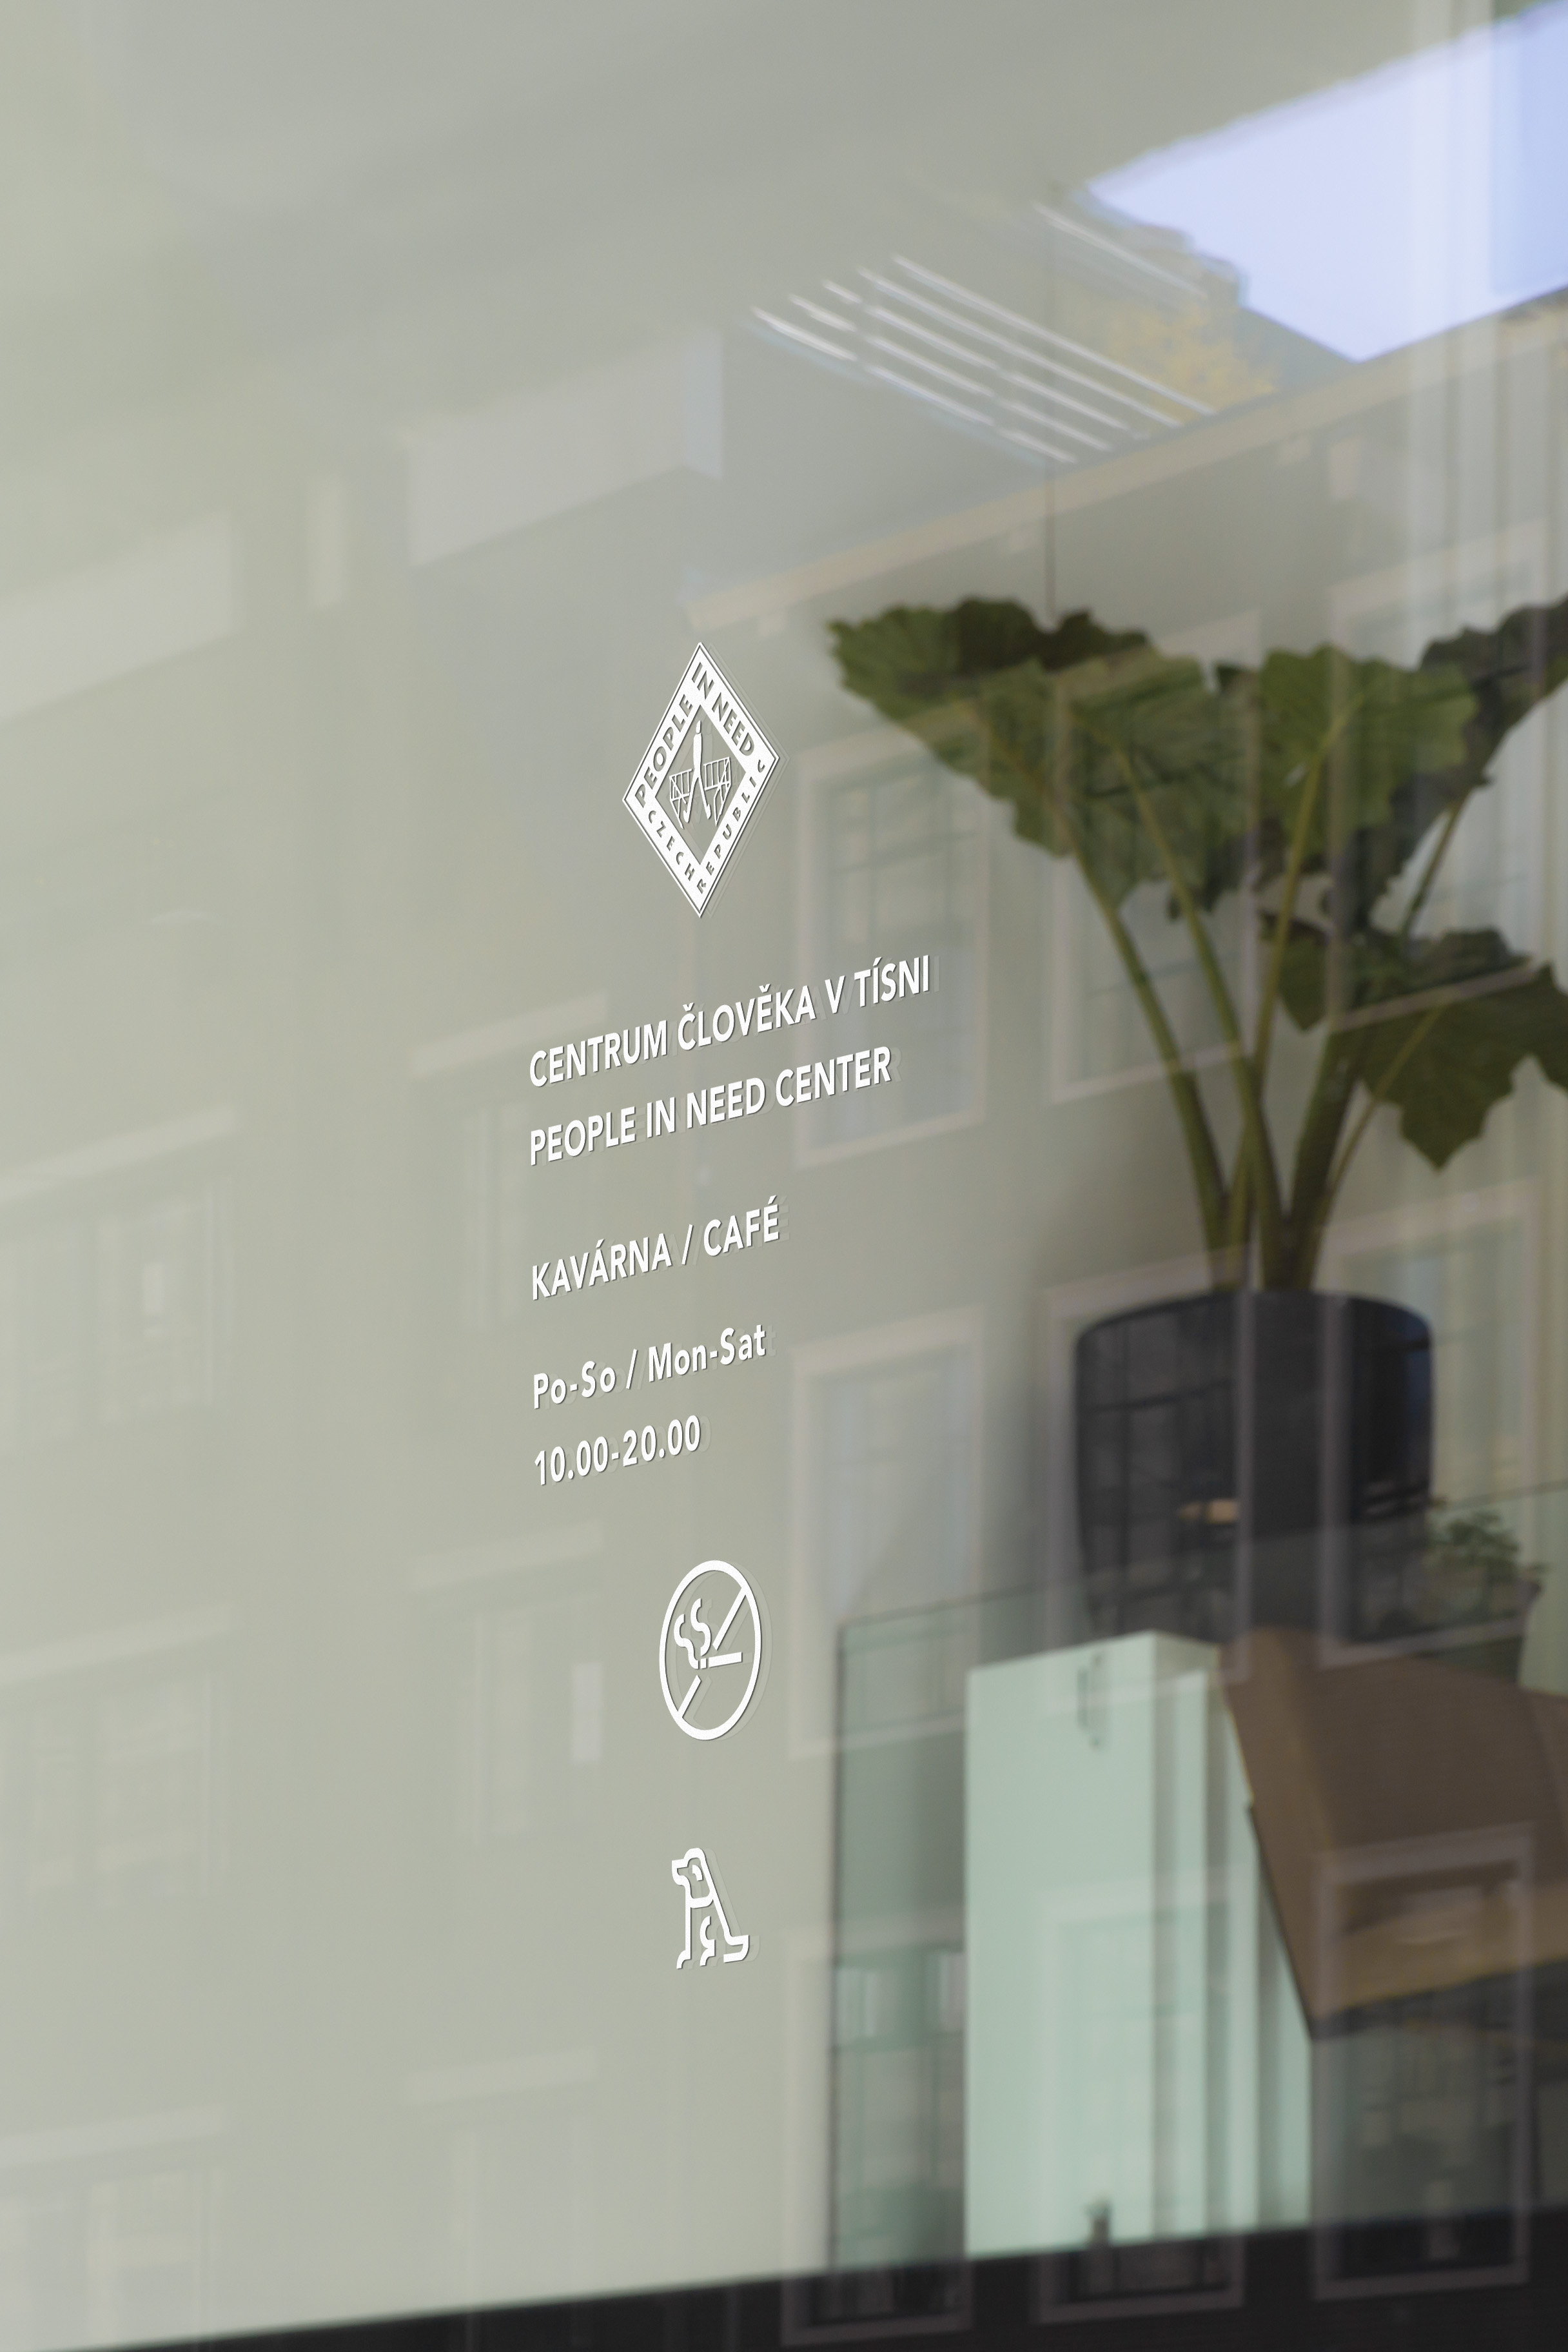 PEOPLE IN NEED
CZECH REPUBLIC
CENTRUM ČLOVĚKA V TÍSNI
PEOPLE IN NEED CENTER
KAVÁRNA / CAFÉ
Po-So / Mon-Sat
10.00-20.00